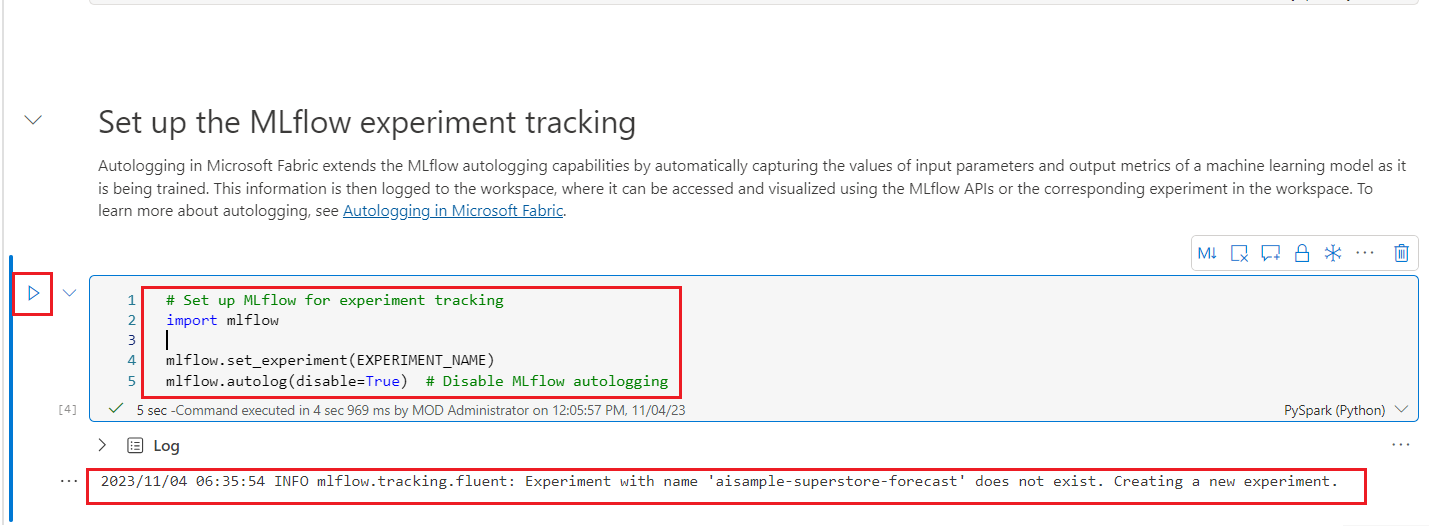 Set up the MLflow experiment tracking
Autologging in Microsoft Fabric extends the MLflow autologging capabilities by automatically capturing the values of input parameters and output metrics of a machine learning model as it
is being trained. This information is then logged to the workspace, where it can be accessed and visualized using the MLflow APIs or the corresponding experiment in the workspace. To
learn more about autologging, see Autologging in Microsoft Fabric.
M↓
1 # Set up MLflow for experiment tracking
2 import mlflow
3
4 mlflow.set_experiment(EXPERIMENT_NAME)
5 mlflow.autolog(disable=True)  # Disable MLflow autologging
[4] 5 sec -Command executed in 4 sec 969 ms by MOD Administrator on 12:05:57 PM, 11/04/23 PySpark (Python)
Log
2023/11/04 06:35:54 INFO mlflow.tracking.fluent: Experiment with name 'aisample-superstore-forecast' does not exist. Creating a new experiment.